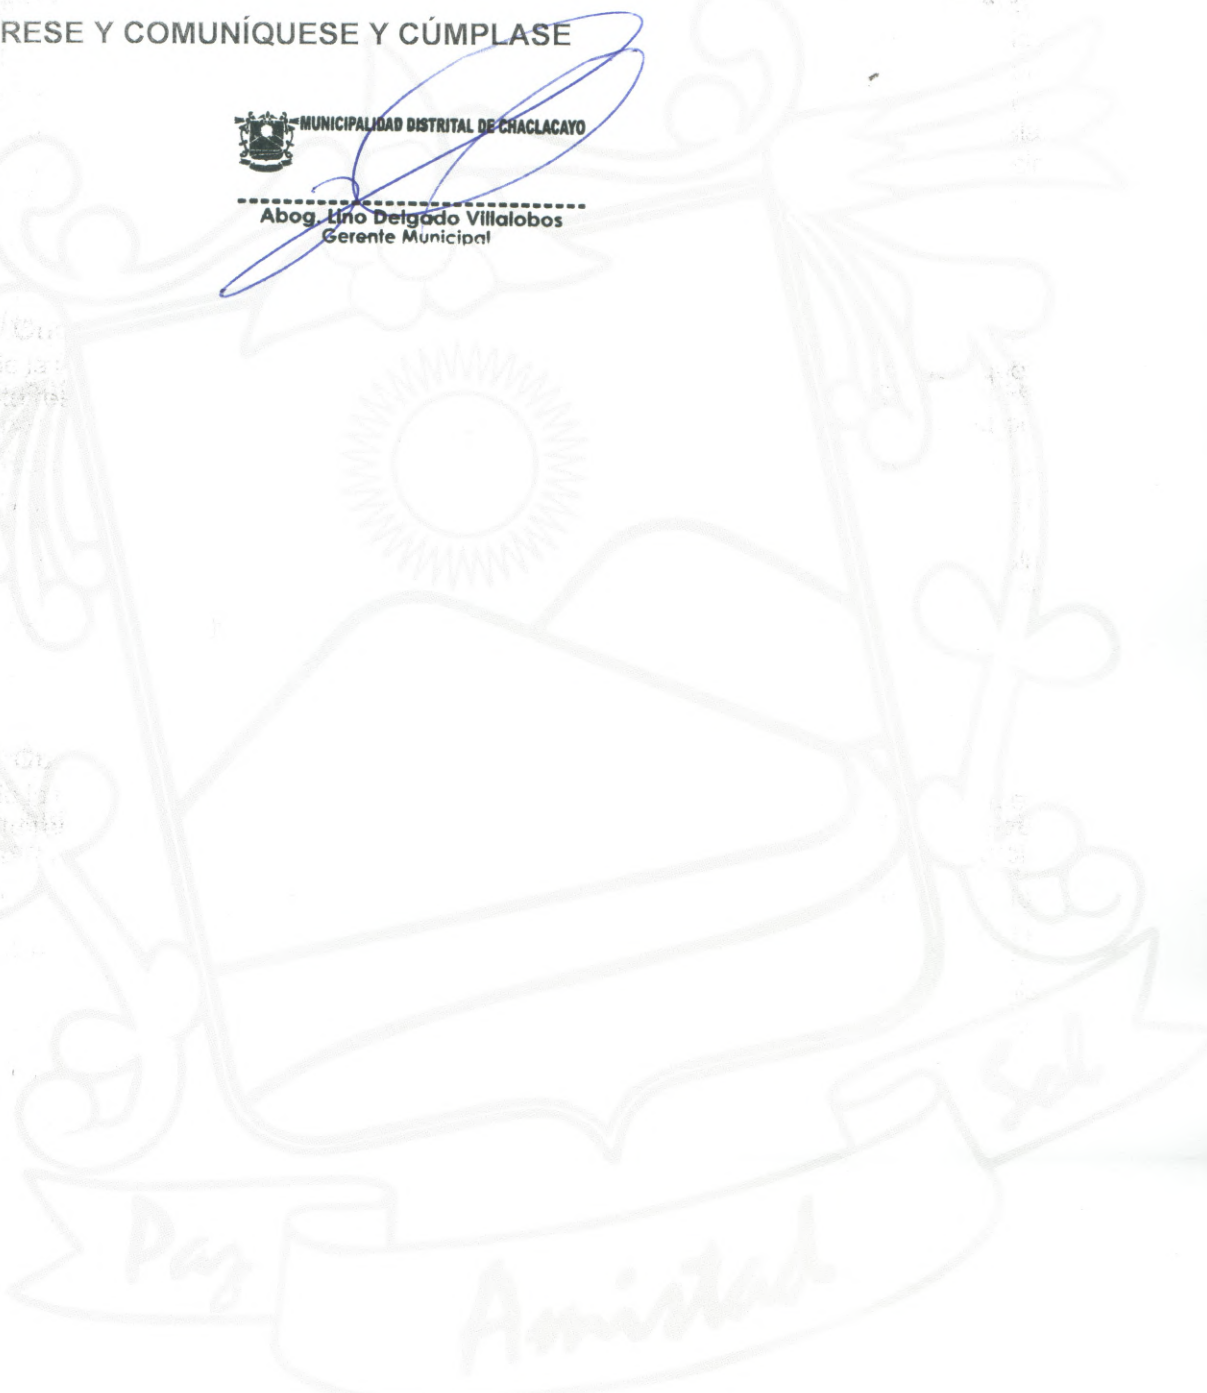 RESE Y COMUNÍQUESE Y CÚMPLASE
MUNICIPALIDAD DISTRITAL DE CHACLACAYO
Abog. Lino Delgado Villalobos
Gerente Municipal
Sol
Paz
Amistad